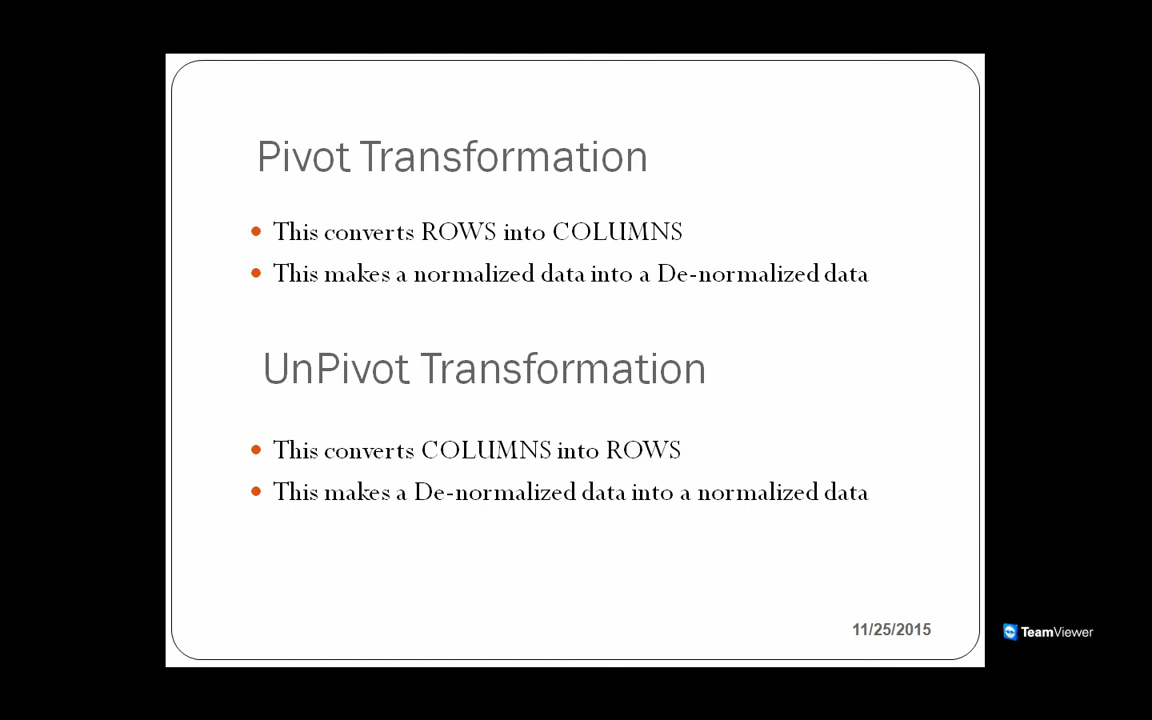 Pivot Transformation
This converts ROWS into COLUMNS
This makes a normalized data into a De-normalized data
UnPivot Transformation
This converts COLUMNS into ROWS
This makes a De-normalized data into a normalized data
11/25/2015
TeamViewer